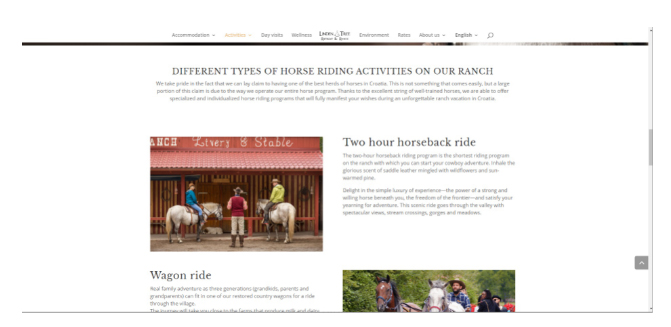 Accommodation Activities Day visits Wellness Linden Tree Retreat & Ranch Environment Rates About us English
DIFFERENT TYPES OF HORSE RIDING ACTIVITIES ON OUR RANCH
We take pride in the fact that we can lay claim to having one of the best herds of horses in Croatia. This is not something that comes easily, but a large
portion of this claim is due to the way we operate our entire horse program. Thanks to the excellent string of well-trained horses, we are able to offer
specialized and individualized horse riding programs that will fully manifest your wishes during an unforgettable ranch vacation in Croatia.
ANCH Livery & Stable
Two hour horseback ride
The two-hour horseback riding program is the shortest riding program
on the ranch with which you can start your cowboy adventure. Inhale the
glorious scent of saddle leather mingled with wildflowers and sun-
warmed pine.
Delight in the simple luxury of experience—the power of a strong and
willing horse beneath you, the freedom of the frontier—and satisfy your
yearning for adventure. This scenic ride goes through the valley with
spectacular views, stream crossings, gorges and meadows.
Wagon ride
Real family adventure as three generations (grandkids, parents and
grandparents) can fit in one of our restored country wagons for a ride
through the village.
The journey will take you close to the farms that produce milk and dairy